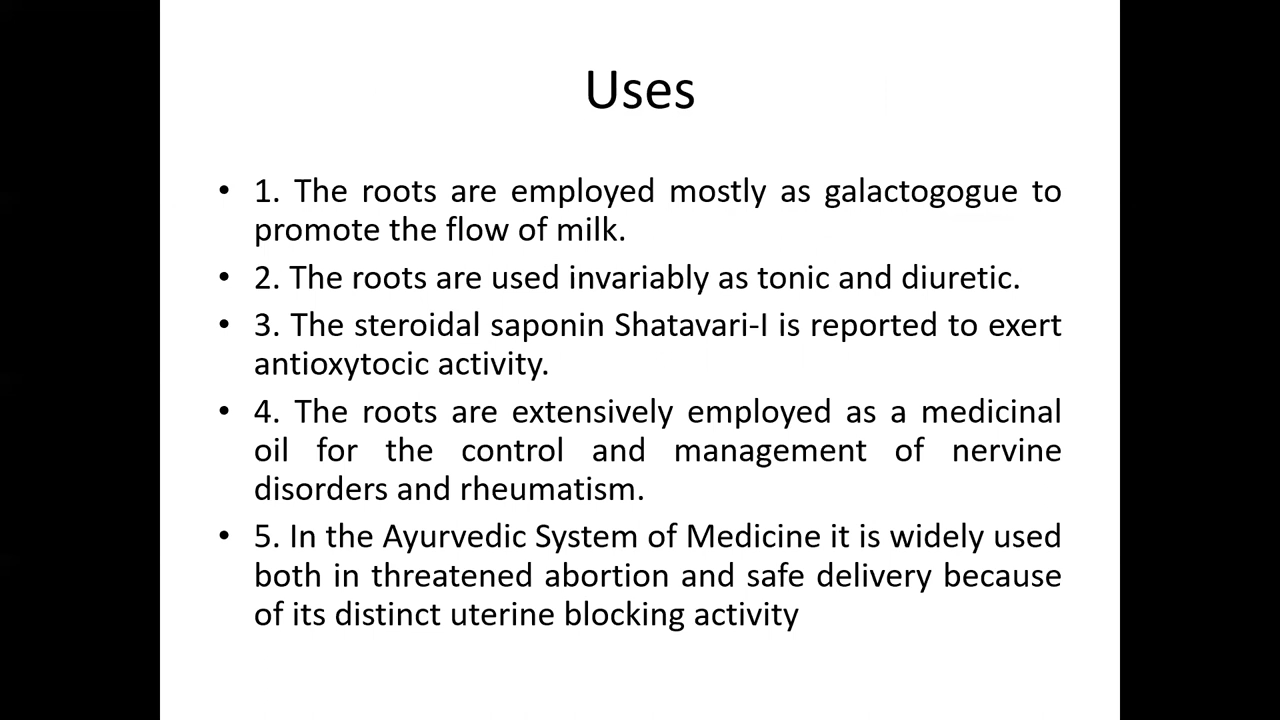 Uses
• 1. The roots are employed mostly as galactogogue to
promote the flow of milk.
• 2. The roots are used invariably as tonic and diuretic.
• 3. The steroidal saponin Shatavari-I is reported to exert
antioxytocic activity.
• 4. The roots are extensively employed as a medicinal
oil for the control and management of nervine
disorders and rheumatism.
• 5. In the Ayurvedic System of Medicine it is widely used
both in threatened abortion and safe delivery because
of its distinct uterine blocking activity